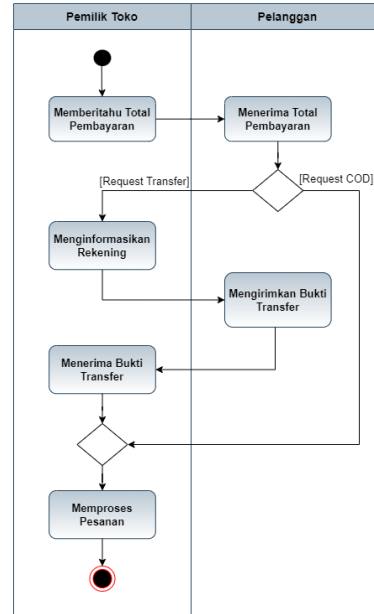 Pemilik Toko
Pelanggan
Memberitahu Total
Pembayaran
Menerima Total
Pembayaran
[Request Transfer]
[Request COD]
Menginformasikan
Rekening
Mengirimkan Bukti
Transfer
Menerima Bukti
Transfer
Memproses
Pesanan